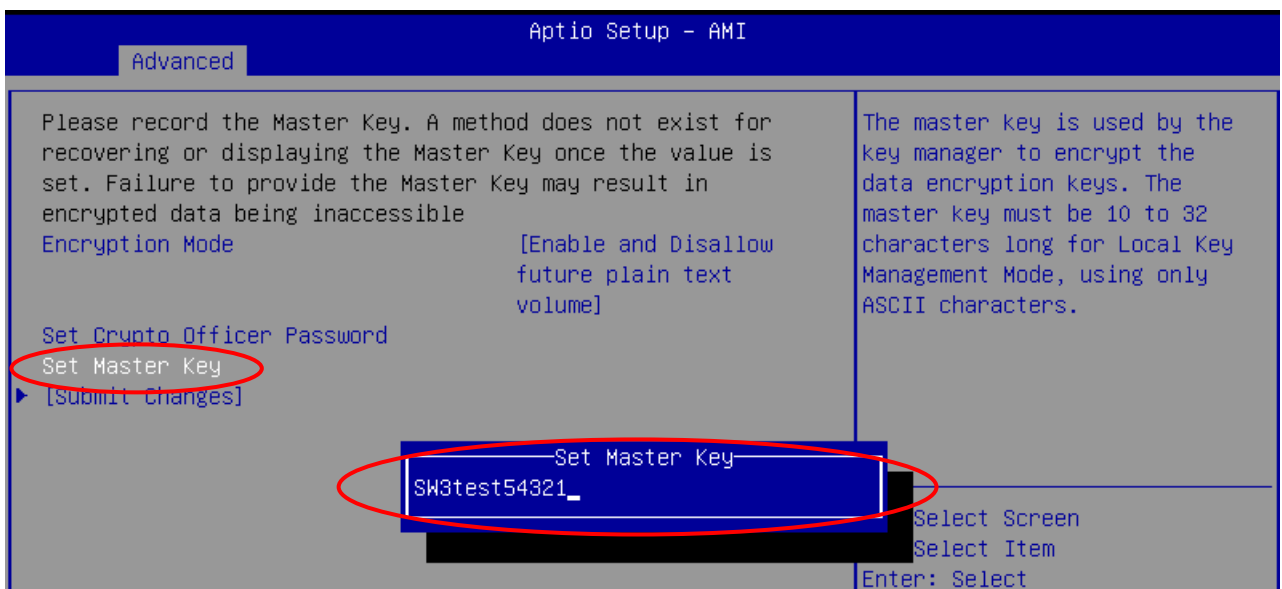 Aptio Setup – AMI
Advanced
Please record the Master Key. A method does not exist for
recovering or displaying the Master Key once the value is
set. Failure to provide the Master Key may result in
encrypted data being inaccessible
Encryption Mode [Enable and Disallow
future plain text
volume]
Set Crypto Officer Password
Set Master Key
[Submit Changes]
The master key is used by the
key manager to encrypt the
data encryption keys. The
master key must be 10 to 32
characters long for Local Key
Management Mode, using only
ASCII characters.
Set Master Key
SW3test54321_
Select Screen
Select Item
Enter: Select